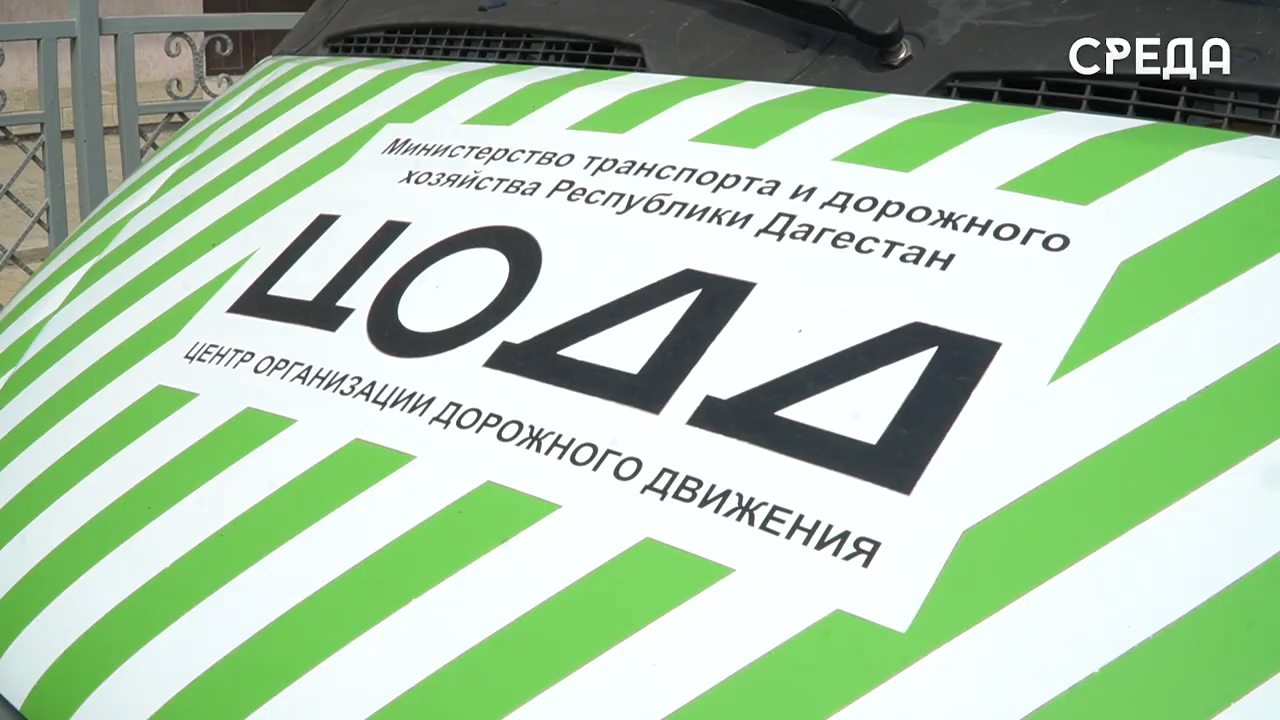 СРЕДА
Министерство транспорта и дорожного
хозяйства Республики Дагестан
ЦОДД
ЦЕНТР ОРГАНИЗАЦИИ ДОРОЖНОГО ДВИЖЕНИЯ